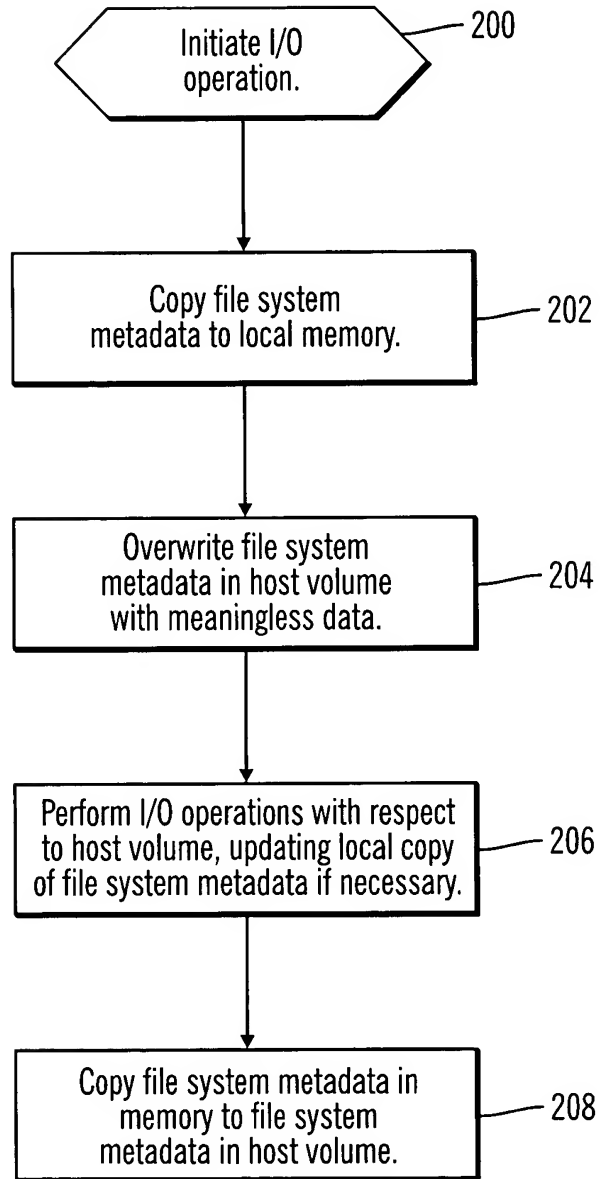 Initiate I/O
operation.
200
Copy file system
metadata to local memory.
202
Overwrite file system
metadata in host volume
with meaningless data.
204
Perform I/O operations with respect
to host volume, updating local copy
of file system metadata if necessary.
206
Copy file system metadata in
memory to file system
metadata in host volume.
208